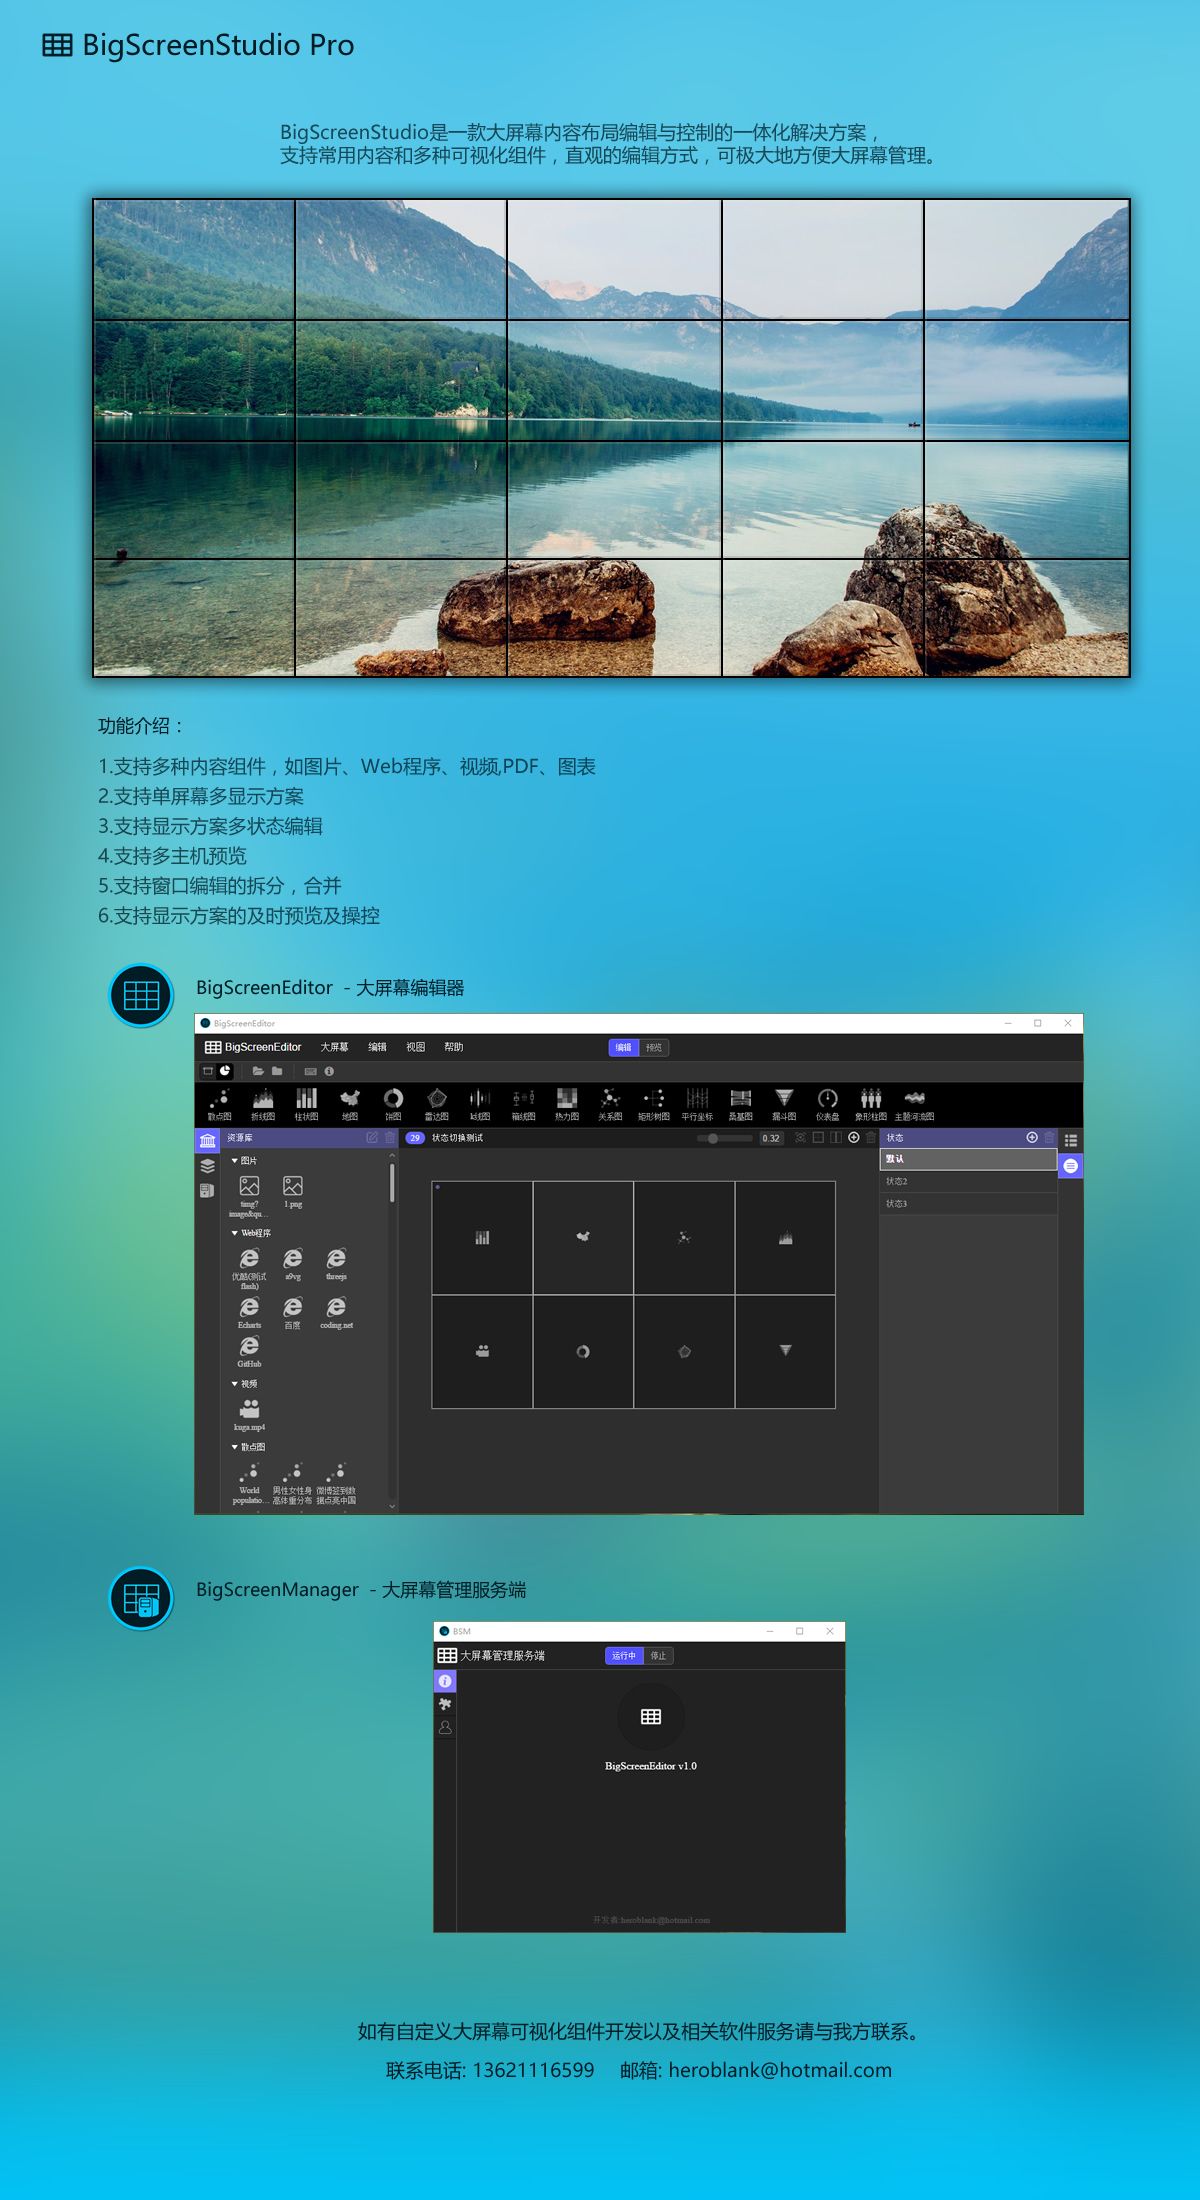 BigScreenStudio Pro
BigScreenStudio是一款大屏幕内容布局编辑与控制的一体化解决方案，
支持常用内容和多种可视化组件，直观的编辑方式，可极大地方便大屏幕管理。
功能介绍：
1.支持多种内容组件，如图片、Web程序、视频,PDF、图表
2.支持单屏幕多显示方案
3.支持显示方案多状态编辑
4.支持多主机预览
5.支持窗口编辑的拆分，合并
6.支持显示方案的及时预览及操控
BigScreenEditor - 大屏幕编辑器
BigScreenEditor
BigScreenEditor 大屏幕 编辑 视图 帮助 编辑 预览
散点图 折线图 柱状图 地图 饼图 雷达图 k线图 箱线图 热力图 关系图 矩形树图 平行坐标 桑基图 漏斗图 仪表盘 象形柱图 主题河流图
资源库 29 状态切换测试 0.32 状态
默认
状态2
状态3
图片
timg?
image&qu... 1.png
Web程序
优酷(测试
flash) a9vg threejs
Echarts 百度 coding.net
GitHub
视频
kuga.mp4
散点图
World
populatio... 男性女性身
高体重分布 微博签到数
据点亮中国
BigScreenManager - 大屏幕管理服务端
BSM
大屏幕管理服务端 运行中 停止
BigScreenEditor v1.0
开发者:heroblank@hotmail.com
如有自定义大屏幕可视化组件开发以及相关软件服务请与我方联系。
联系电话: 13621116599 邮箱: heroblank@hotmail.com